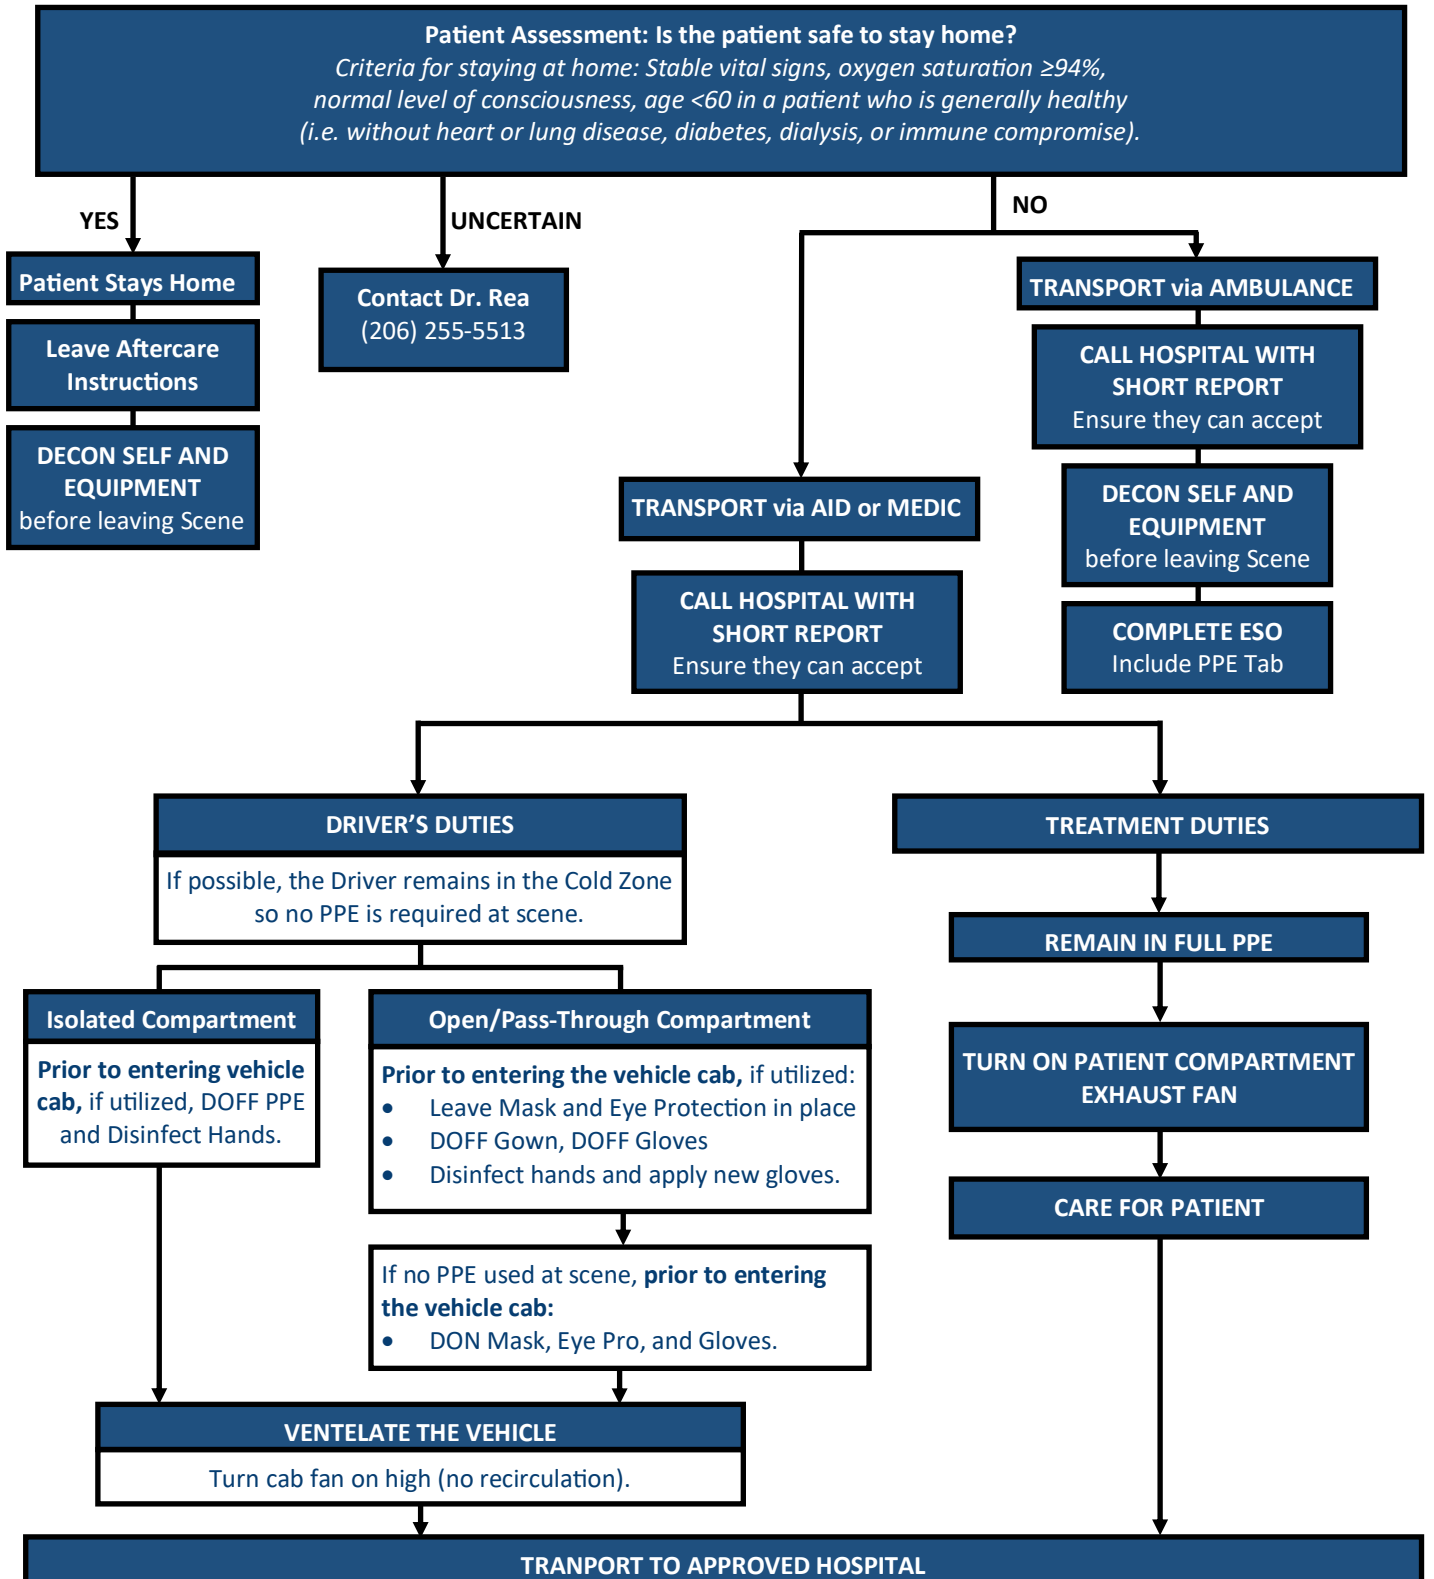 Patient Assessment: Is the patient safe to stay home?
Criteria for staying at home: Stable vital signs, oxygen saturation ≥94%,
normal level of consciousness, age <60 in a patient who is generally healthy
(i.e. without heart or lung disease, diabetes, dialysis, or immune compromise).
YES
UNCERTAIN
NO
Patient Stays Home
Leave Aftercare
Instructions
DECON SELF AND
EQUIPMENT
before leaving Scene
Contact Dr. Rea
(206) 255-5513
TRANSPORT via AMBULANCE
CALL HOSPITAL WITH
SHORT REPORT
Ensure they can accept
DECON SELF AND
EQUIPMENT
before leaving Scene
COMPLETE ESO
Include PPE Tab
TRANSPORT via AID or MEDIC
CALL HOSPITAL WITH
SHORT REPORT
Ensure they can accept
DRIVER’S DUTIES
If possible, the Driver remains in the Cold Zone
so no PPE is required at scene.
Isolated Compartment
Prior to entering vehicle
cab, if utilized, DOFF PPE
and Disinfect Hands.
Open/Pass-Through Compartment
Prior to entering the vehicle cab, if utilized:
• Leave Mask and Eye Protection in place
• DOFF Gown, DOFF Gloves
• Disinfect hands and apply new gloves.
If no PPE used at scene, prior to entering
the vehicle cab:
• DON Mask, Eye Pro, and Gloves.
VENTELATE THE VEHICLE
Turn cab fan on high (no recirculation).
TREATMENT DUTIES
REMAIN IN FULL PPE
TURN ON PATIENT COMPARTMENT
EXHAUST FAN
CARE FOR PATIENT
TRANPORT TO APPROVED HOSPITAL